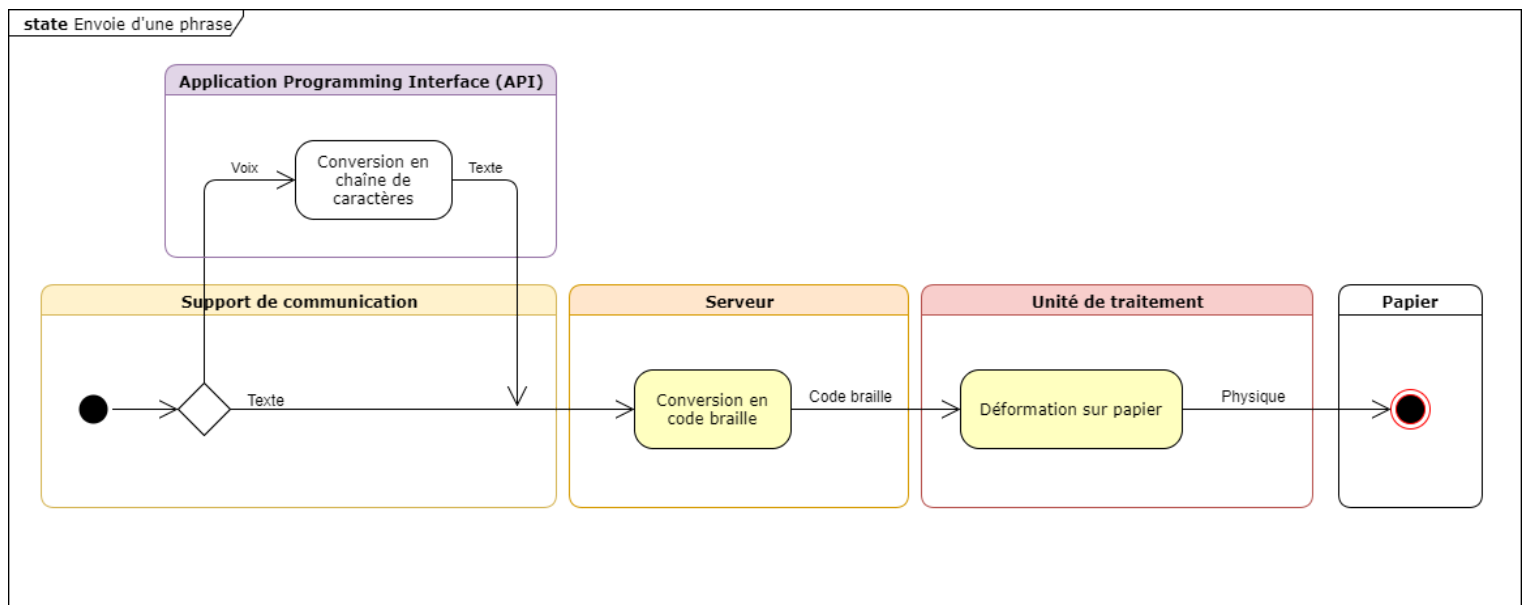 state Envoie d'une phrase
Application Programming Interface (API)
Voix
Conversion en
chaîne de
caractères
Texte
Support de communication
Texte
Serveur
Conversion en
code braille
Code braille
Unité de traitement
Déformation sur papier
Physique
Papier